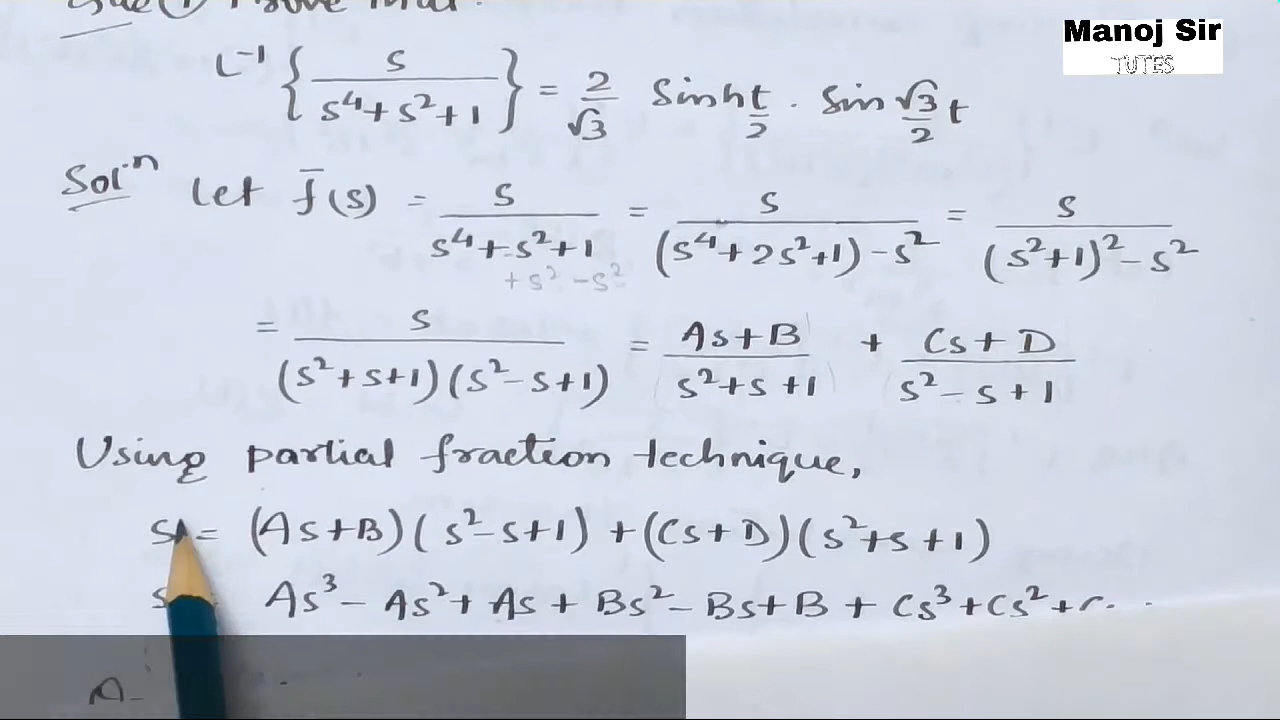 Manoj Sir
TUTES
L⁻¹ { s / (s⁴+s²+1) } = 2/√3 Sinh t/2 . Sin √3/2 t
Solⁿ Let f̄(s) = s / (s⁴+s²+1) = s / ((s⁴+2s²+1)-s²) = s / ((s²+1)²-s²)
+s²-s²
= s / ((s²+s+1)(s²-s+1)) = (As+B) / (s²+s+1) + (Cs+D) / (s²-s+1)
Using partial fraction technique,
s = (As+B)(s²-s+1)+(Cs+D)(s²+s+1)
As³-As²+As+Bs²-Bs+B+Cs³+Cs²+